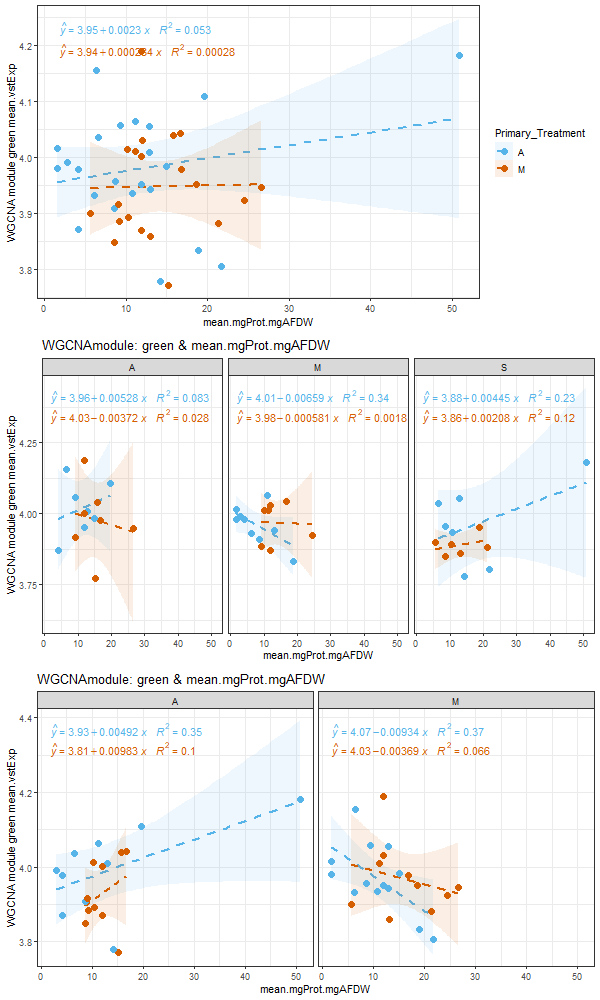 ŷ = 3.95 + 0.0023 x R² = 0.053
ŷ = 3.94 + 0.000284 x R² = 0.00028
4.2
4.1
4.0
3.9
3.8
WGCNA module green mean.vstExp
0 10 20 30 40 50
mean.mgProt.mgAFDW
Primary_Treatment
A
M
WGCNAmodule: green & mean.mgProt.mgAFDW
A M S
ŷ = 3.96 + 0.00528 x R² = 0.083
ŷ = 4.03 − 0.00372 x R² = 0.028
ŷ = 4.01 − 0.00659 x R² = 0.34
ŷ = 3.98 − 0.000581 x R² = 0.0018
ŷ = 3.88 + 0.00445 x R² = 0.23
ŷ = 3.86 + 0.00208 x R² = 0.12
4.25
4.00
3.75
WGCNA module green mean.vstExp
0 10 20 30 40 50 0 10 20 30 40 50 0 10 20 30 40 50
mean.mgProt.mgAFDW
WGCNAmodule: green & mean.mgProt.mgAFDW
A M
ŷ = 3.93 + 0.00492 x R² = 0.35
ŷ = 3.81 + 0.00983 x R² = 0.1
ŷ = 4.07 − 0.00934 x R² = 0.37
ŷ = 4.03 − 0.00369 x R² = 0.066
4.4
4.2
4.0
3.8
WGCNA module green mean.vstExp
0 10 20 30 40 50 0 10 20 30 40 50
mean.mgProt.mgAFDW